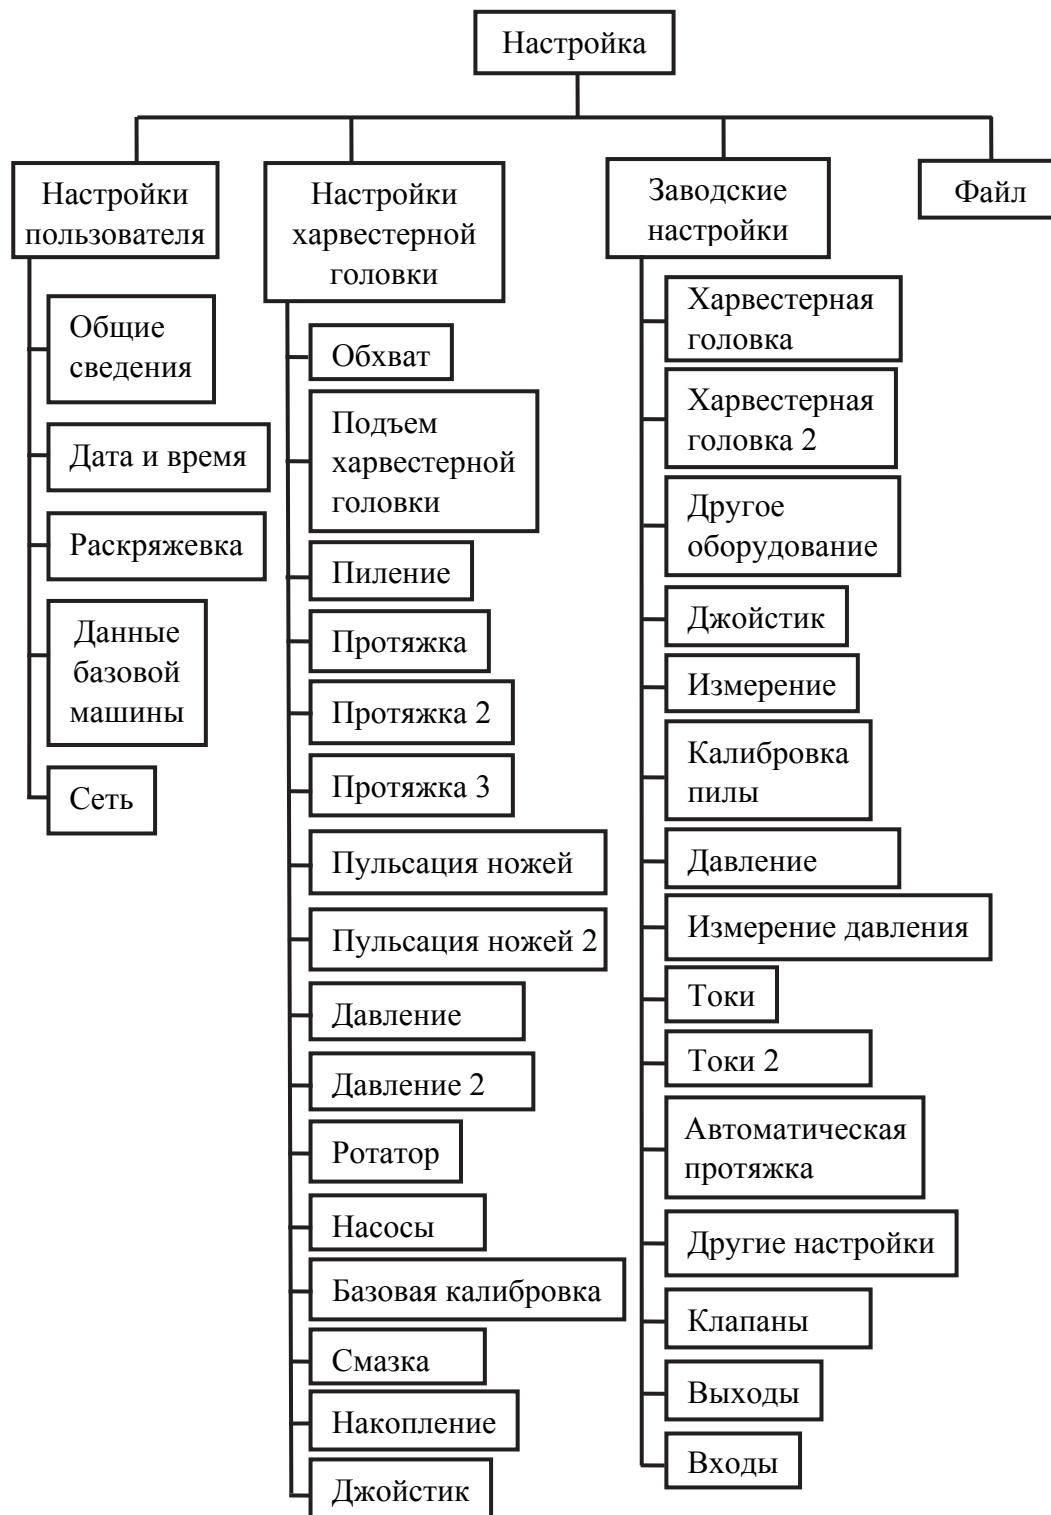 Настройка
Настройки
пользователя
Общие
сведения
Дата и время
Раскряжевка
Данные
базовой
машины
Сеть
Настройки
харвестерной
головки
Обхват
Подъем
харвестерной
головки
Пиление
Протяжка
Протяжка 2
Протяжка 3
Пульсация ножей
Пульсация ножей 2
Давление
Давление 2
Ротатор
Насосы
Базовая калибровка
Смазка
Накопление
Джойстик
Заводские
настройки
Харвестерная
головка
Харвестерная
головка 2
Другое
оборудование
Джойстик
Измерение
Калибровка
пилы
Давление
Измерение давления
Токи
Токи 2
Автоматическая
протяжка
Другие настройки
Клапаны
Выходы
Входы
Файл